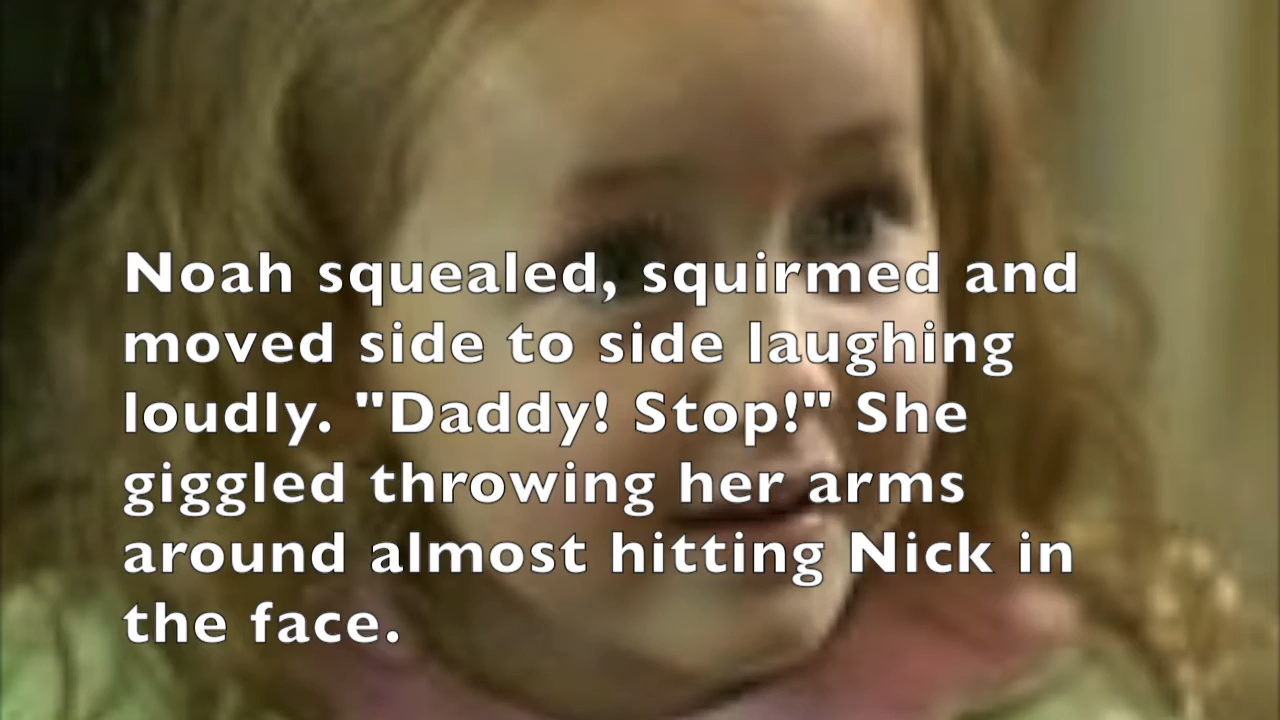 Noah squealed, squirmed and
moved side to side laughing
loudly. "Daddy! Stop!" She
giggled throwing her arms
around almost hitting Nick in
the face.